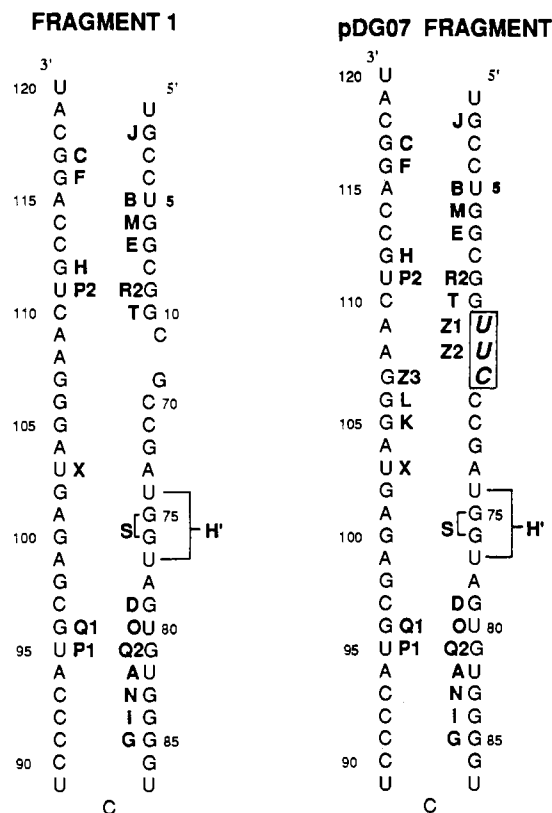 FRAGMENT 1
3'
120 U 5'
A U
C J G
G C C
G F C
115 A B U 5
C M G
C E G
G H C
U P2 R2 G
110 C T G 10
A C
A
G G
G C 70
105 G C
A G
U X A
G U
A G 75
100 G S G H'
A U
G A
C D G
G Q1 O U 80
95 U P1 Q2 G
A A U
C N G
C I G
C G G 85
90 C G
U U
C
pDG07 FRAGMENT
3'
120 U 5'
A U
C J G
G C C
G F C
115 A B U 5
C M G
C E G
G H C
U P2 R2 G
110 C T G
A Z1 U
A Z2 U
G Z3 C
G L C
105 G K C
A G
U X A
G U
A G 75
100 G S G H'
A U
G A
C D G
G Q1 O U 80
95 U P1 Q2 G
A A U
C N G
C I G
C G G 85
90 C G
U U
C